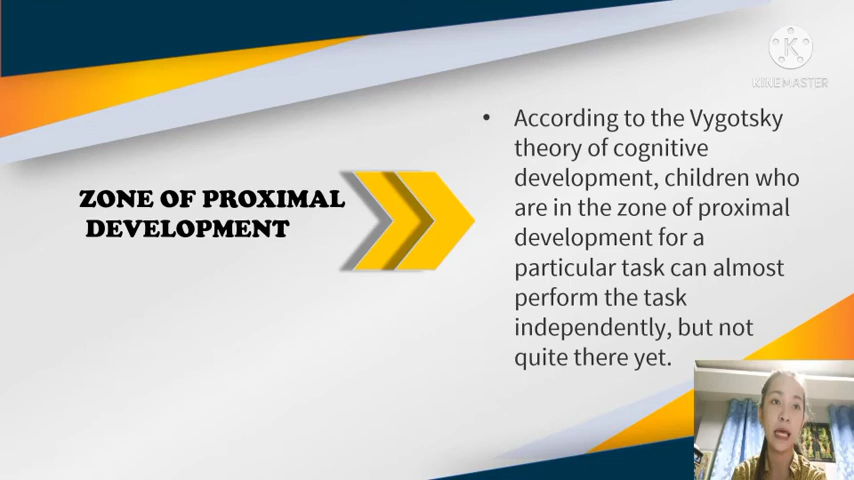 KINEMASTER
ZONE OF PROXIMAL
DEVELOPMENT
• According to the Vygotsky
theory of cognitive
development, children who
are in the zone of proximal
development for a
particular task can almost
perform the task
independently, but not
quite there yet.